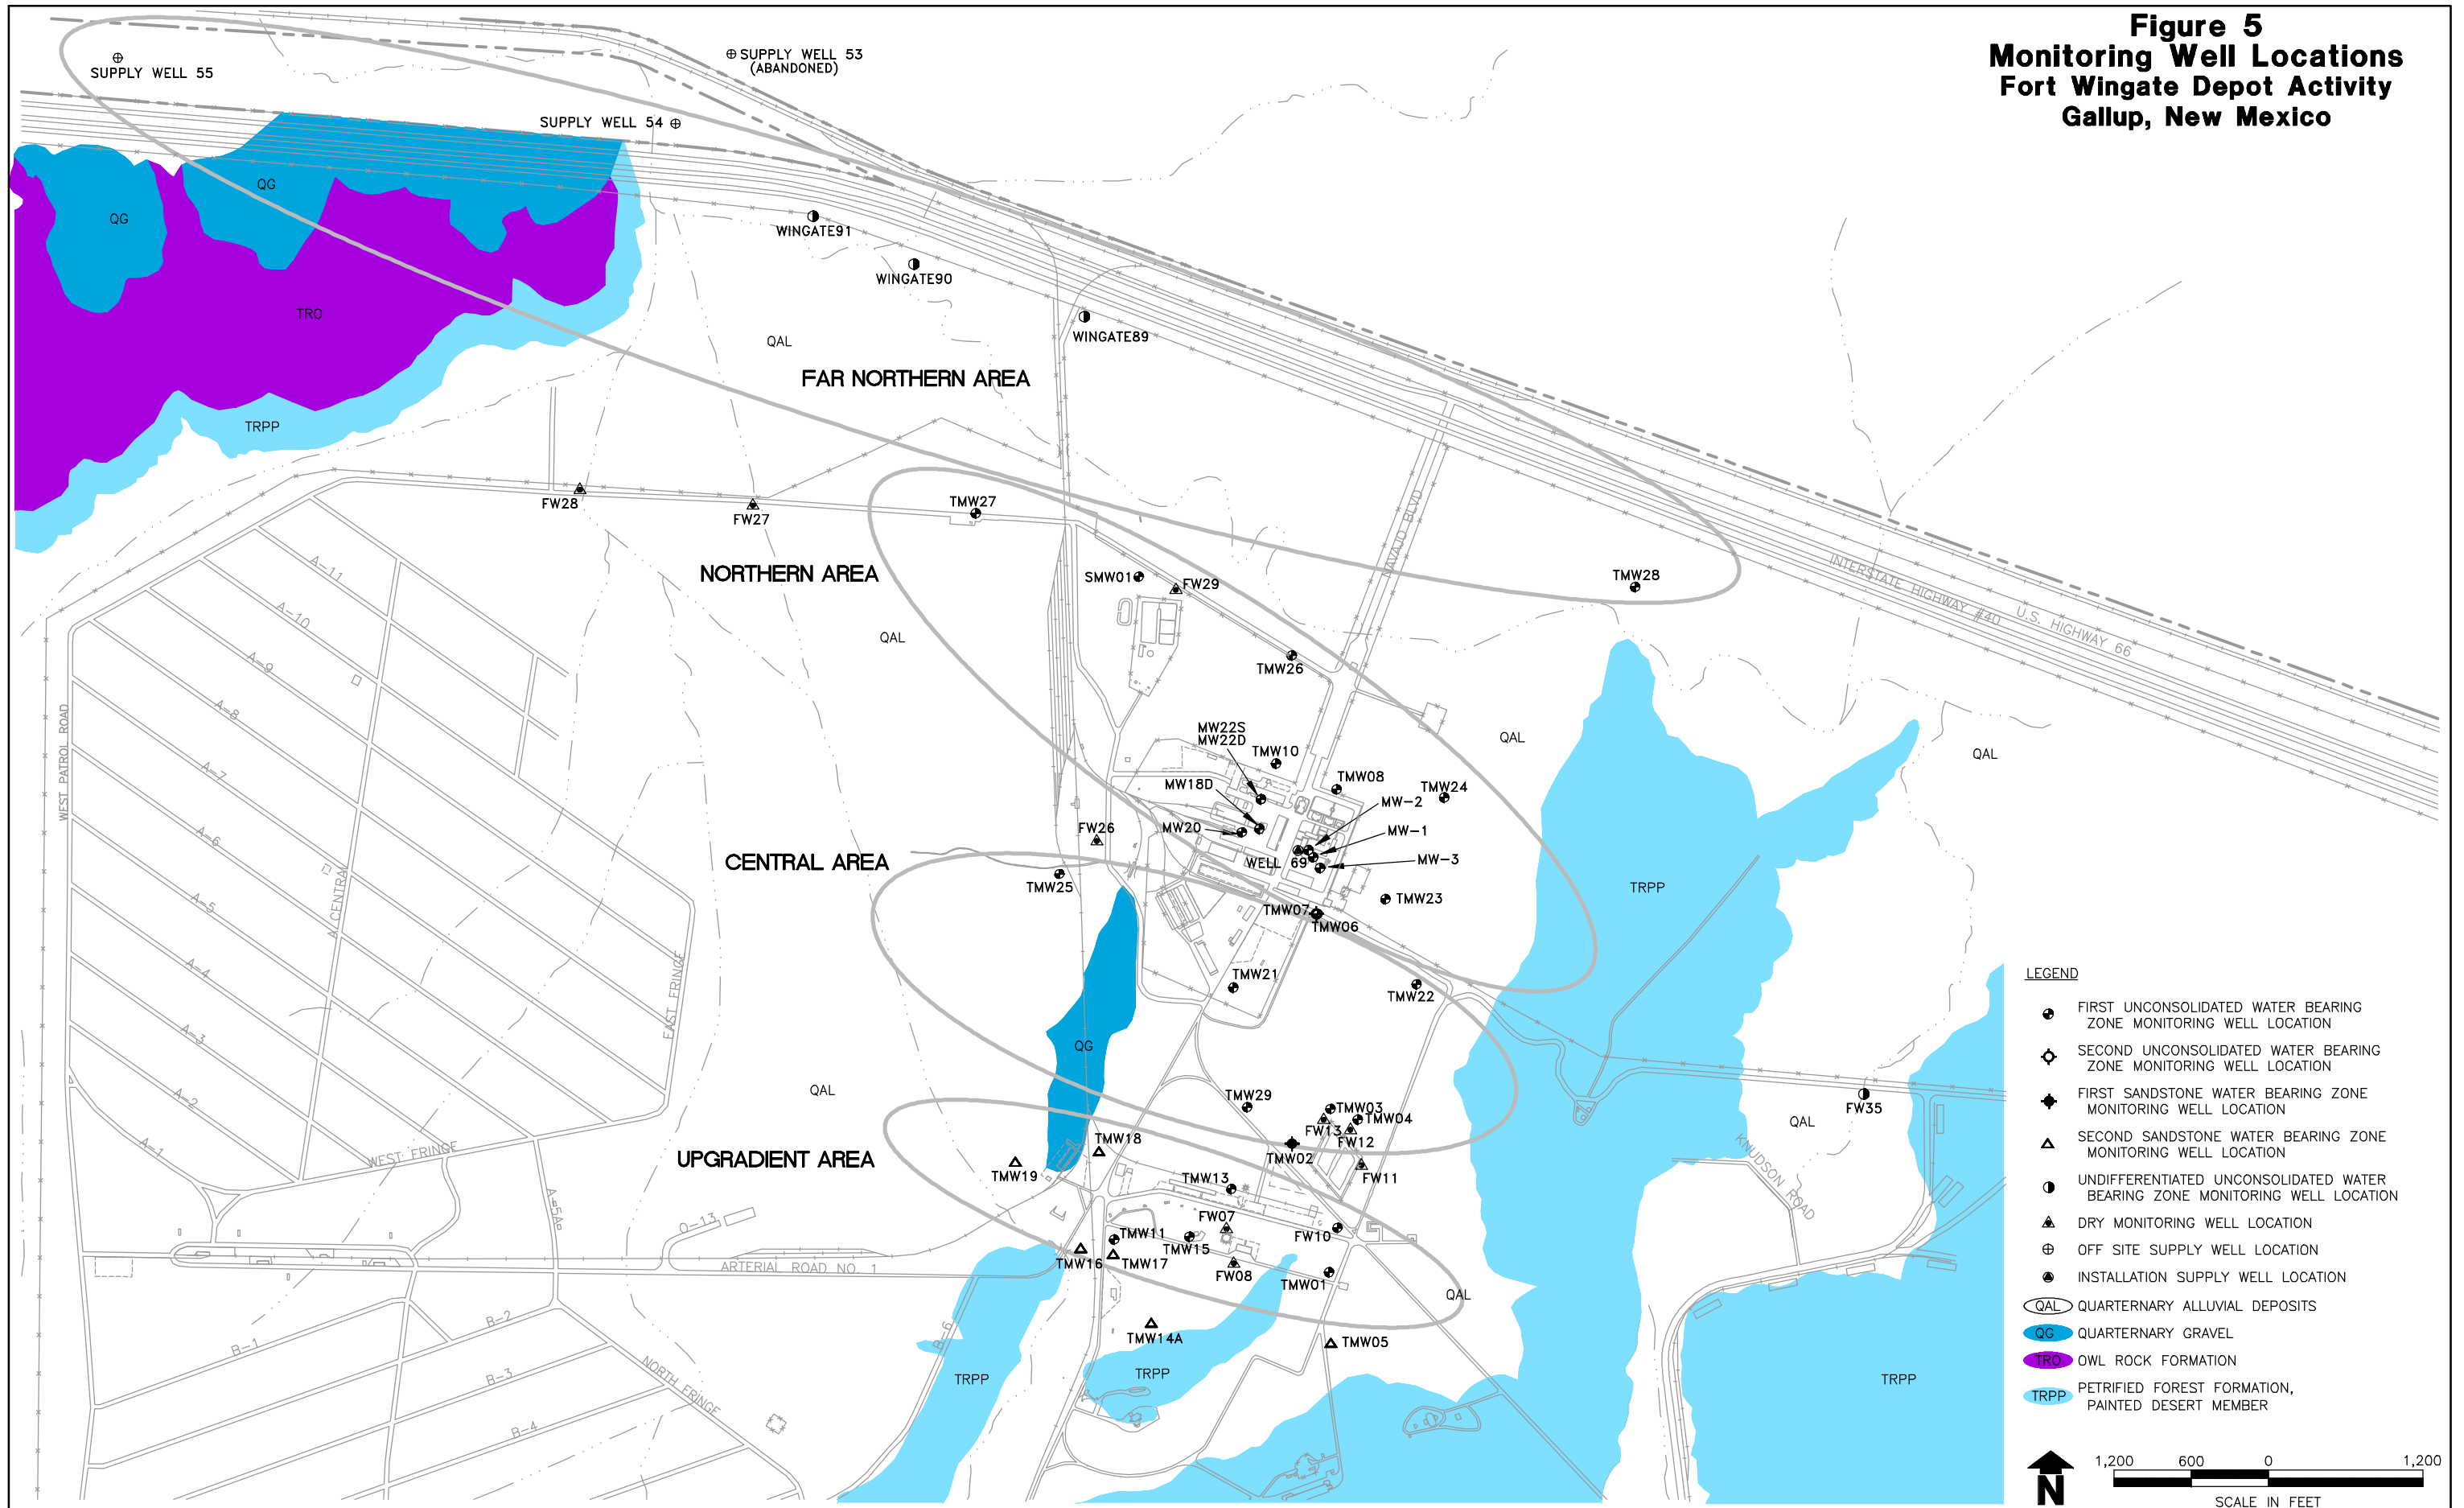 Figure 5
Monitoring Well Locations
Fort Wingate Depot Activity
Gallup, New Mexico
SUPPLY WELL 55
SUPPLY WELL 53
(ABANDONED)
SUPPLY WELL 54
QG
QG
WINGATE91
WINGATE90
TRO
WINGATE89
QAL
FAR NORTHERN AREA
TRPP
FW28
FW27
TMW27
NAVAJO BLVD
NORTHERN AREA
SMW01
FW29
TMW28
INTERSTATE HIGHWAY #40
U.S. HIGHWAY 66
A-11
A-10
A-9
A-8
A-7
A-6
A-5
A-4
A-3
A-2
A-1
WEST PATROL ROAD
A CENTRAL
EAST FRINGE
WEST FRINGE
A-5A
QAL
TMW26
MW22S
MW22D
TMW10
QAL
QAL
MW18D
TMW08
TMW24
MW-2
MW20
MW-1
FW26
WELL 69
MW-3
CENTRAL AREA
TMW25
TRPP
TMW23
TMW07
TMW06
TMW21
TMW22
QG
QAL
TMW29
TMW03
TMW04
FW13
FW12
FW35
QAL
KNUDSON ROAD
UPGRADIENT AREA
TMW18
TMW19
TMW02
FW11
TMW13
O-13
FW07
FW10
TMW11
TMW15
TMW16
TMW17
FW08
TMW01
ARTERIAL ROAD NO. 1
QAL
B-1
B-2
B-3
B-4
B-6
NORTH FRINGE
TMW14A
TMW05
TRPP
TRPP
TRPP
LEGEND
FIRST UNCONSOLIDATED WATER BEARING
ZONE MONITORING WELL LOCATION
SECOND UNCONSOLIDATED WATER BEARING
ZONE MONITORING WELL LOCATION
FIRST SANDSTONE WATER BEARING ZONE
MONITORING WELL LOCATION
SECOND SANDSTONE WATER BEARING ZONE
MONITORING WELL LOCATION
UNDIFFERENTIATED UNCONSOLIDATED WATER
BEARING ZONE MONITORING WELL LOCATION
DRY MONITORING WELL LOCATION
OFF SITE SUPPLY WELL LOCATION
INSTALLATION SUPPLY WELL LOCATION
QAL QUARTERNARY ALLUVIAL DEPOSITS
QG QUARTERNARY GRAVEL
TRO OWL ROCK FORMATION
TRPP PETRIFIED FOREST FORMATION,
PAINTED DESERT MEMBER
N
1,200 600 0 1,200
SCALE IN FEET